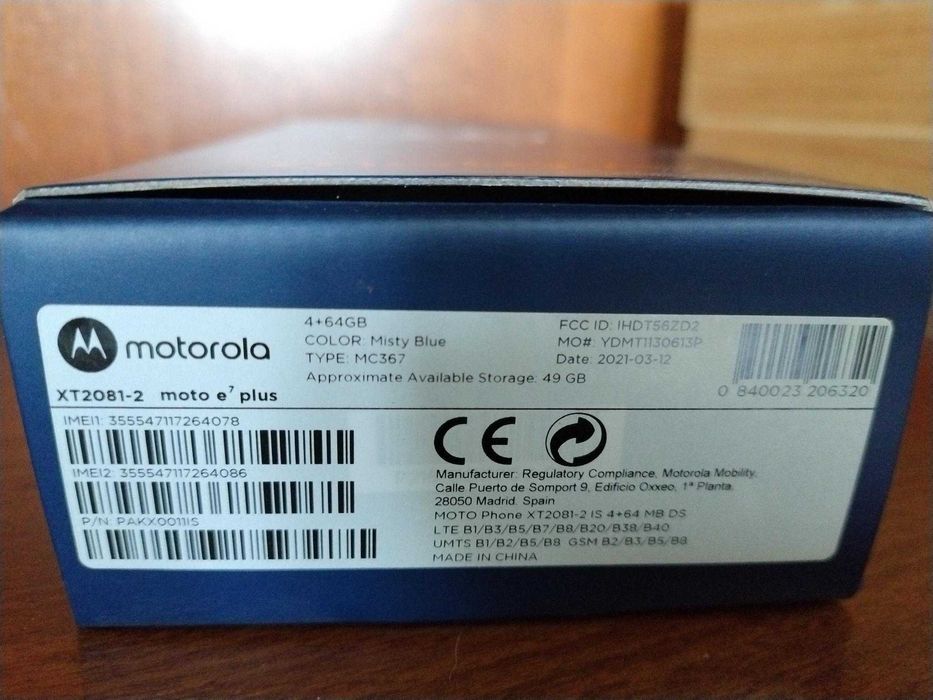 motorola
XT2081-2 moto e⁷ plus
4+64GB
COLOR: Misty Blue
TYPE: MC367
Approximate Available Storage: 49 GB
FCC ID: IHDT56ZD2
MO#: YDMT1130613P
Date: 2021-03-12
0 840023 206320
IMEI1: 355547117264078
IMEI2: 355547117264086
P/N: PAKX0011IS
CE
Manufacturer: Regulatory Compliance, Motorola Mobility,
Calle Puerto de Somport 9, Edificio Oxxeo, 1ª Planta,
28050 Madrid, Spain
MOTO Phone XT2081-2 IS 4+64 MB DS
LTE B1/B3/B5/B7/B8/B20/B38/B40
UMTS B1/B2/B5/B8 GSM B2/B3/B5/B8
MADE IN CHINA